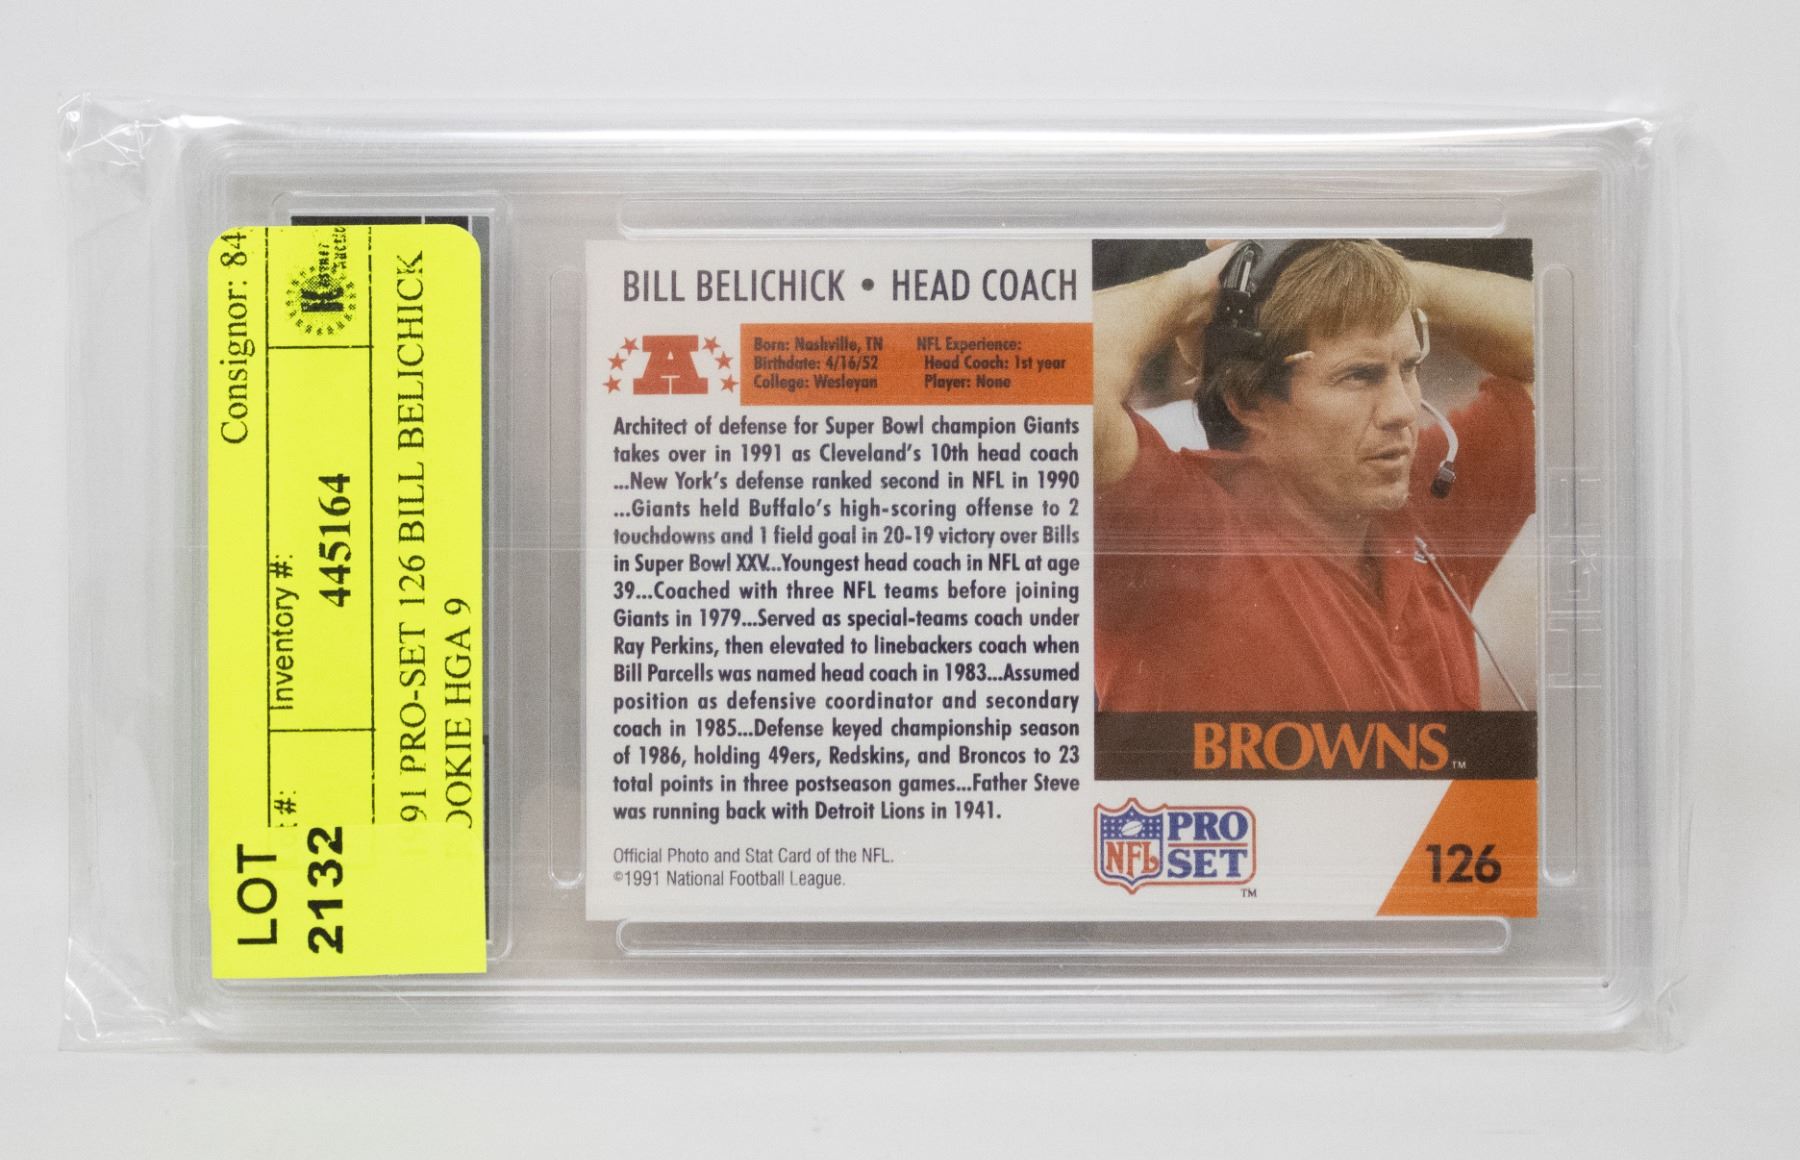 Consignor: 84
Inventory #:
445164
91 PRO-SET 126 BILL BELICHICK
OOKIE HGA 9
t #:
LOT
2132
BILL BELICHICK • HEAD COACH
A
Born: Nashville, TN
Birthdate: 4/16/52
College: Wesleyan
NFL Experience:
Head Coach: 1st year
Player: None
Architect of defense for Super Bowl champion Giants
takes over in 1991 as Cleveland's 10th head coach
...New York's defense ranked second in NFL in 1990
...Giants held Buffalo's high-scoring offense to 2
touchdowns and 1 field goal in 20-19 victory over Bills
in Super Bowl XXV...Youngest head coach in NFL at age
39...Coached with three NFL teams before joining
Giants in 1979...Served as special-teams coach under
Ray Perkins, then elevated to linebackers coach when
Bill Parcells was named head coach in 1983...Assumed
position as defensive coordinator and secondary
coach in 1985...Defense keyed championship season
of 1986, holding 49ers, Redskins, and Broncos to 23
total points in three postseason games...Father Steve
was running back with Detroit Lions in 1941.
Official Photo and Stat Card of the NFL.
©1991 National Football League.
BROWNS™
NFL
PRO
SET
™
126
HGA